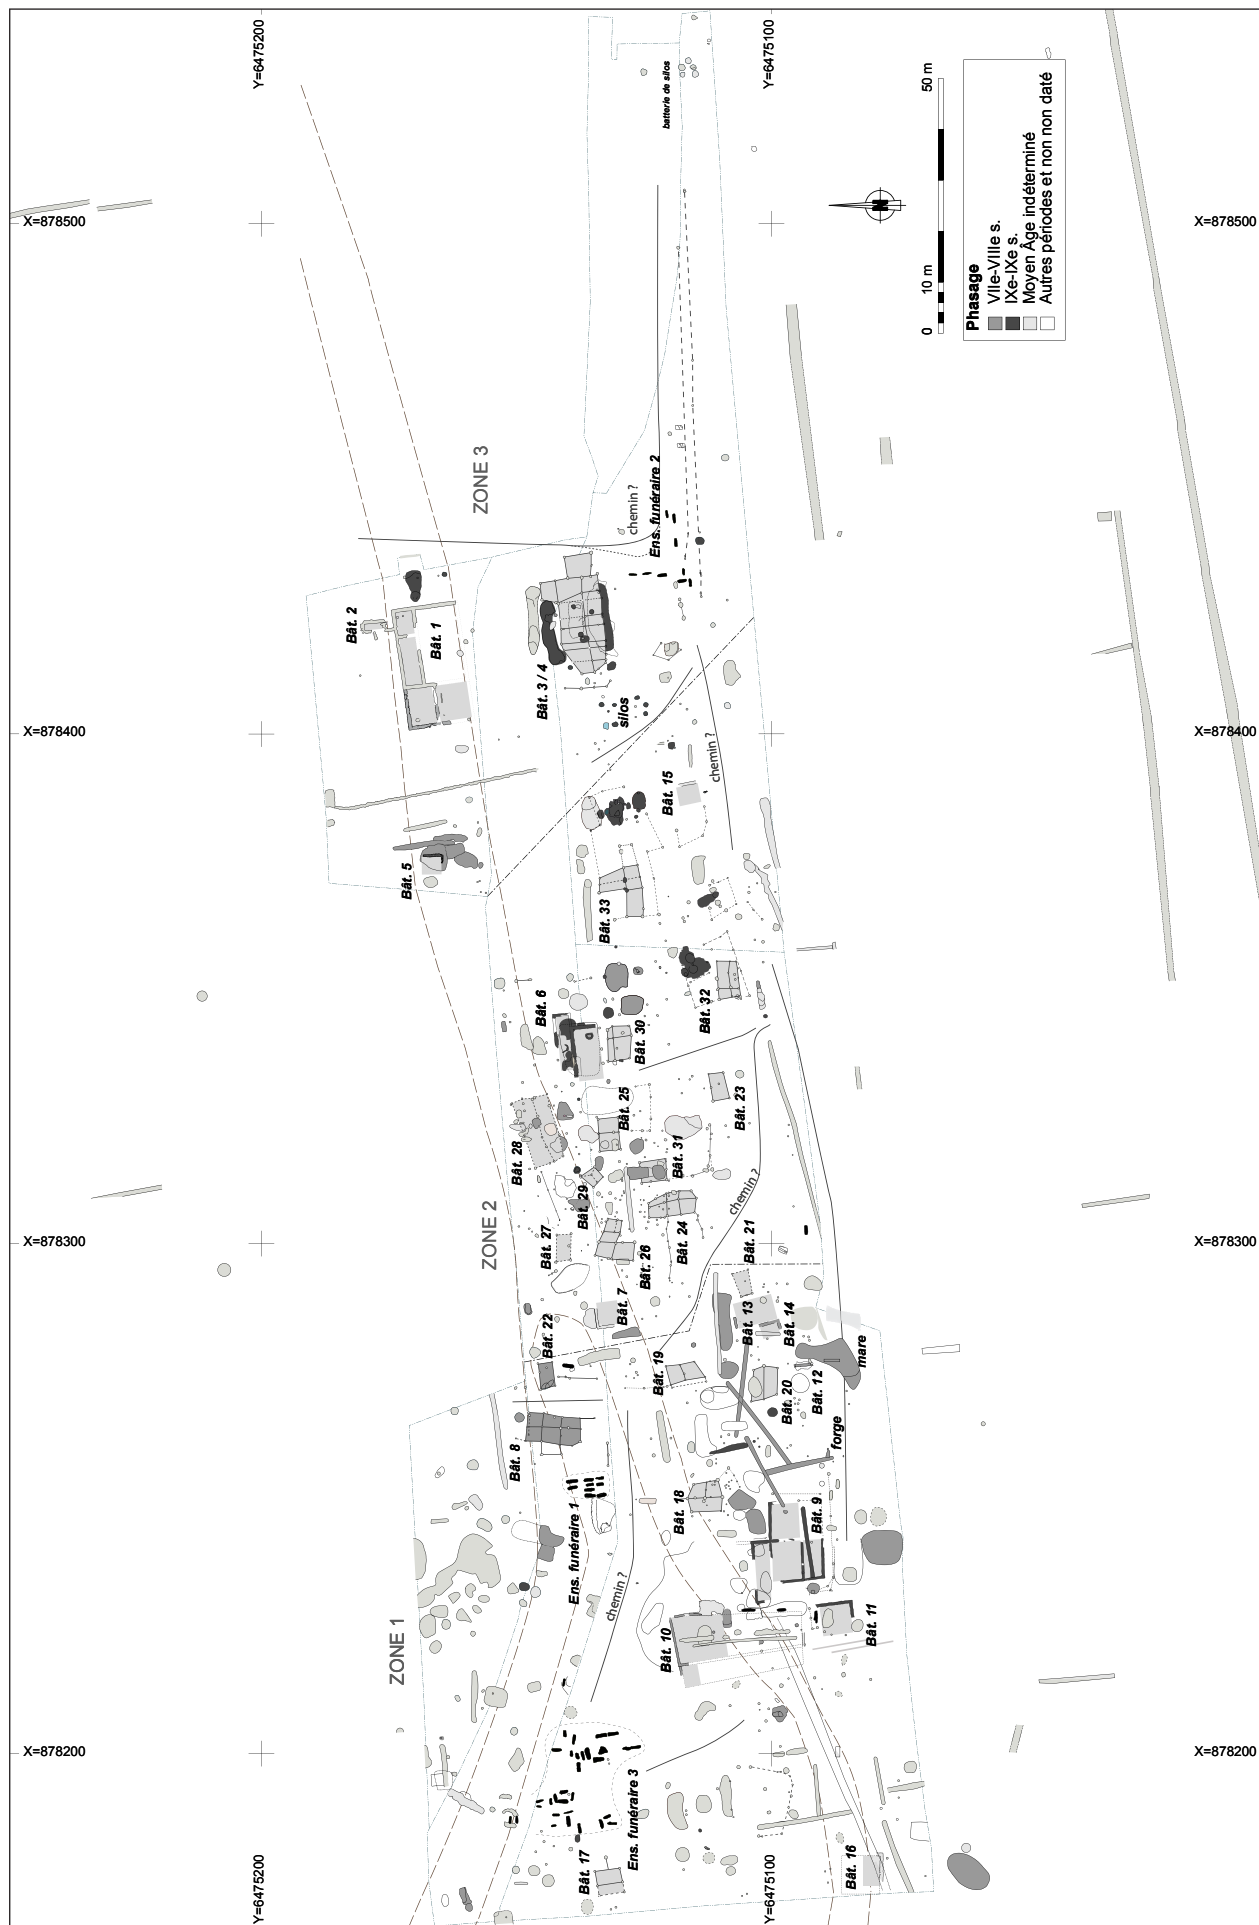 Y=6475200
Y=6475100
batterie de silos
50 m
10 m
0
Phasage
VIIe-VIIIe s.
IXe-IXe s.
Moyen Âge indéterminé
Autres périodes et non non daté
N
X=878500
X=878500
ZONE 3
chemin ?
Ens. funéraire 2
Bât. 2
Bât. 1
Bât. 3 / 4
silos
X=878400
X=878400
chemin ?
Bât. 15
Bât. 5
Bât. 33
Bât. 6
Bât. 32
Bât. 30
Bât. 25
Bât. 23
Bât. 28
Bât. 31
Bât. 29
chemin ?
ZONE 2
Bât. 27
Bât. 24
Bât. 21
X=878300
X=878300
Bât. 26
Bât. 7
Bât. 13
Bât. 14
Bât. 22
mare
Bât. 19
Bât. 20
Bât. 12
forge
Bât. 8
Bât. 18
Bât. 9
Ens. funéraire 1
chemin ?
ZONE 1
Bât. 10
Bât. 11
X=878200
X=878200
Ens. funéraire 3
Bât. 17
Bât. 16
Y=6475200
Y=6475100